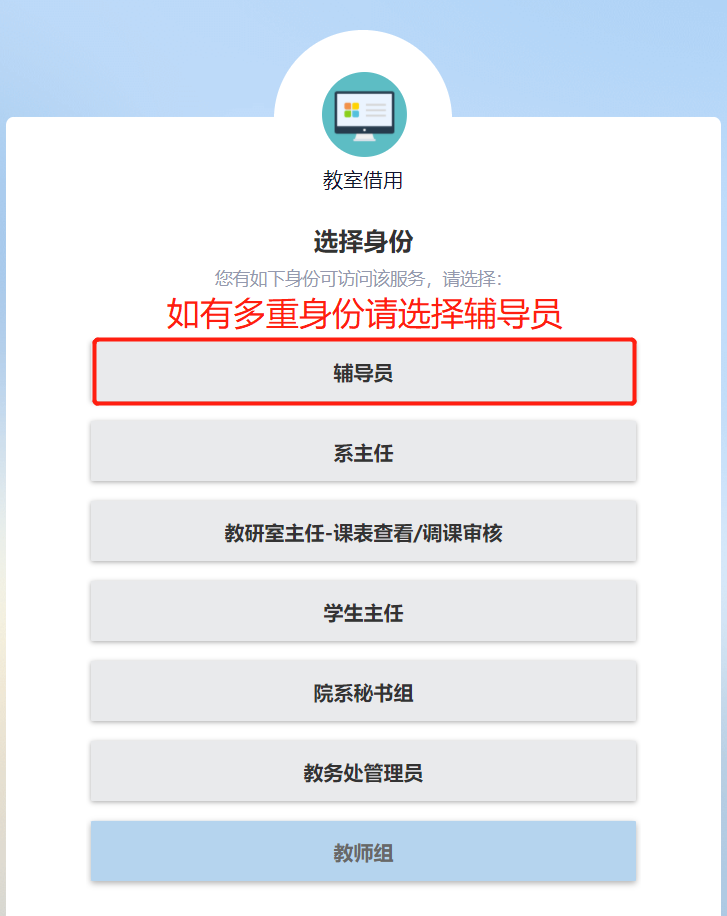 教室借用
选择身份
您有如下身份可访问该服务，请选择：
如有多重身份请选择辅导员
辅导员
系主任
教研室主任-课表查看/调课审核
学生主任
院系秘书组
教务处管理员
教师组